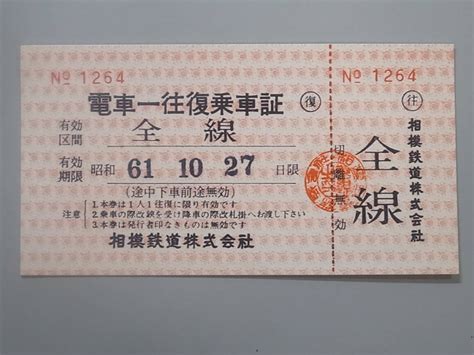 № 1264
電車一往復乗車証 復
有効区間 全線
有効期限 昭和 61 10 27 日限
(途中下車前途無効)
注意
1.本券は1人1往復に限り有効です
2.乗車の際改鋏を受け降車の際改札掛へお渡し下さい
3.本券は発行者印なきものは無効です
相模鉄道株式会社
切離無効
№ 1264
往
全線
相模鉄道株式会社